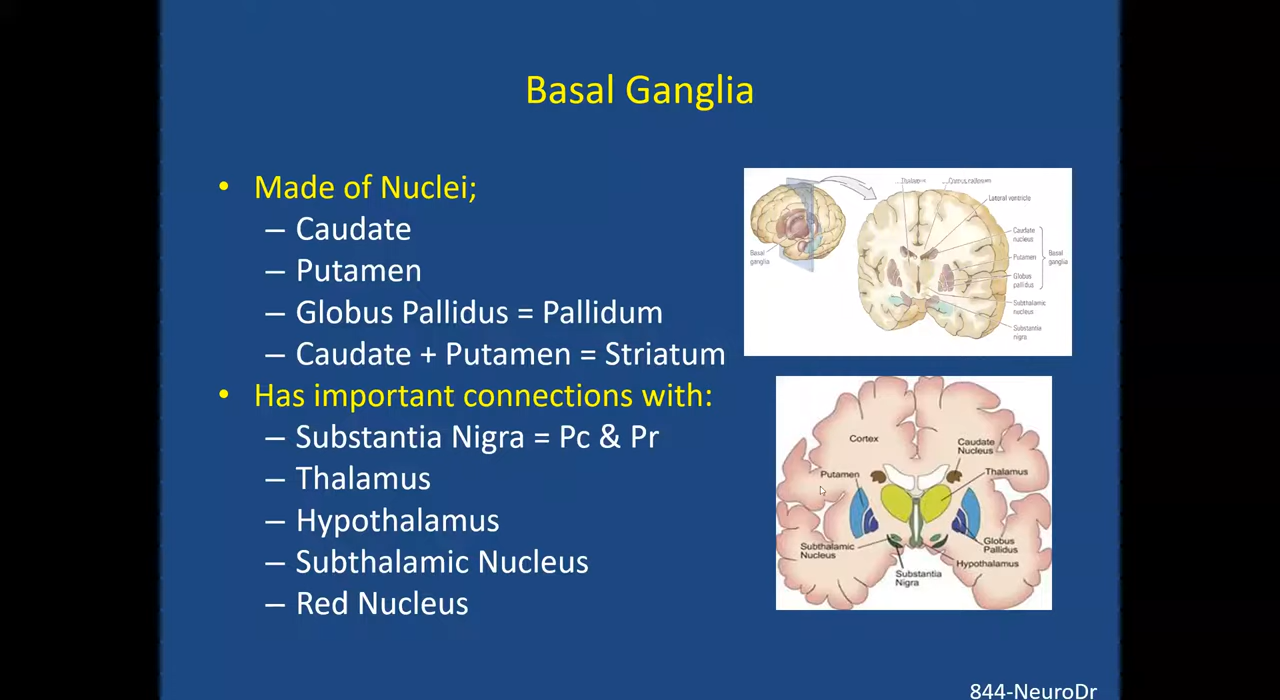 Basal Ganglia
• Made of Nuclei;
– Caudate
– Putamen
– Globus Pallidus = Pallidum
– Caudate + Putamen = Striatum
• Has important connections with:
– Substantia Nigra = Pc & Pr
– Thalamus
– Hypothalamus
– Subthalamic Nucleus
– Red Nucleus
Thalamus
Corpus radiosum
Lateral ventricle
Caudate
nucleus
Putamen
Globus
pallidus
Basal
ganglia
Subthalamic
nucleus
Substantia
nigra
Basal
ganglia
Cortex
Caudate
Nucleus
Putamen
Thalamus
Subthalamic
Nucleus
Globus
Pallidus
Hypothalamus
Substantia
Nigra
844-NeuroDr